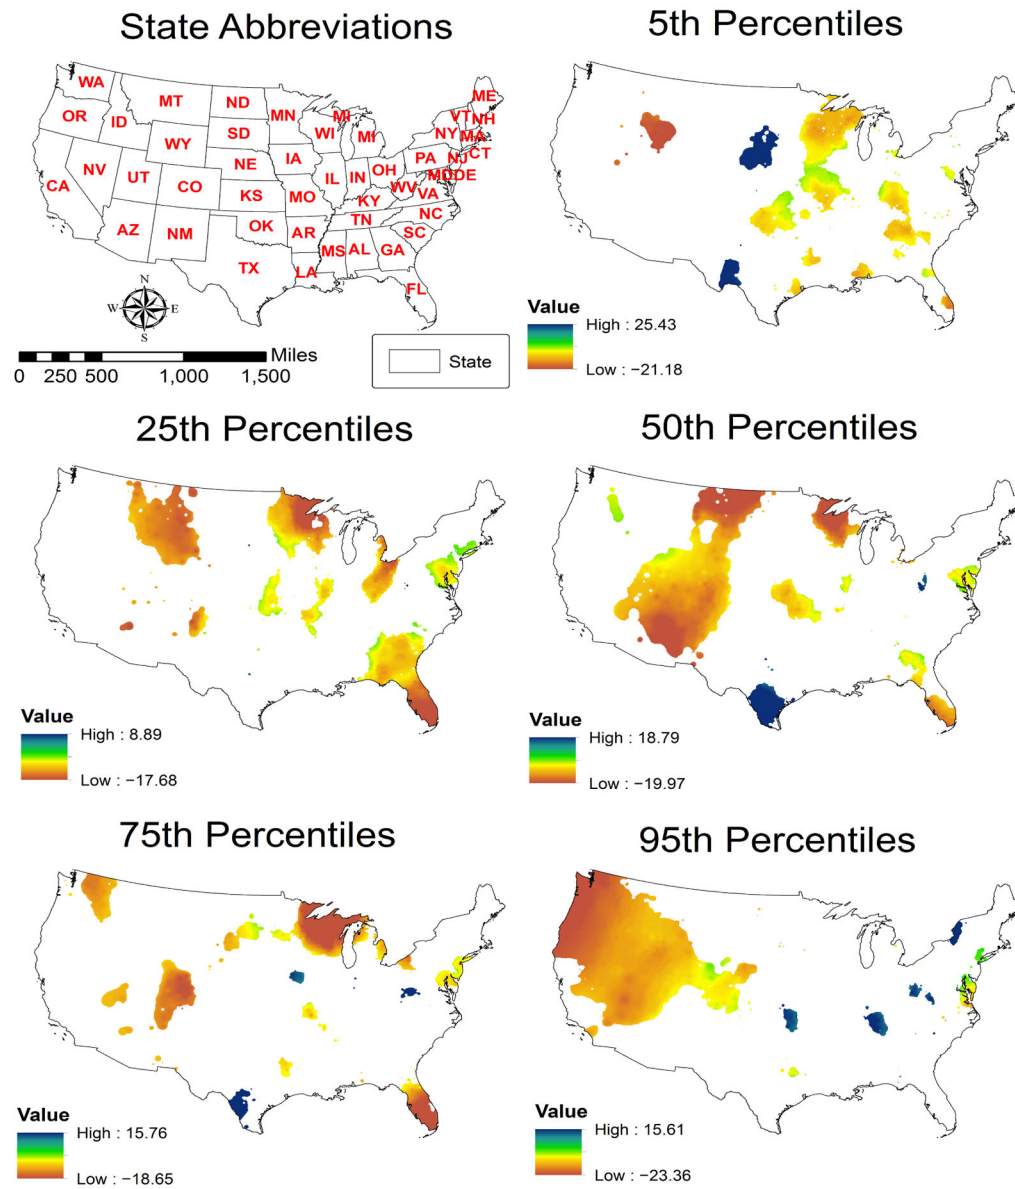 State Abbreviations
5th Percentiles
WA
MT
ND
MN
ME
OR
ID
SD
WI
MI
VT
NH
WY
MI
NY
MA
NV
NE
IA
PA
NJ
CT
CA
UT
CO
IL
IN
OH
MD
DE
KS
MO
WV
VA
KY
AZ
NM
OK
AR
TN
NC
SC
TX
LA
MS
AL
GA
FL
N
W
E
S
Miles
0 250 500 1,000 1,500
State
Value
High : 25.43
Low : −21.18
25th Percentiles
50th Percentiles
Value
High : 8.89
Low : −17.68
Value
High : 18.79
Low : −19.97
75th Percentiles
95th Percentiles
Value
High : 15.76
Low : −18.65
Value
High : 15.61
Low : −23.36